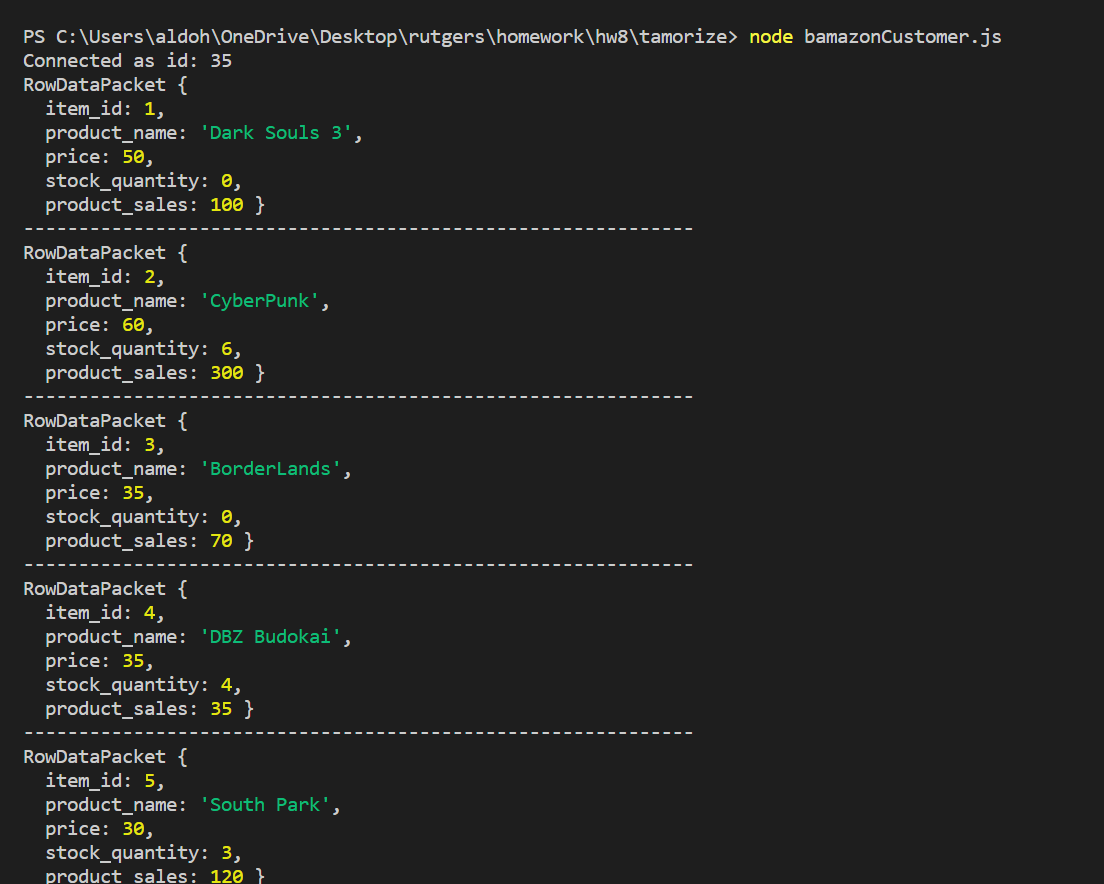 PS C:\Users\aldoh\OneDrive\Desktop\rutgers\homework\hw8\tamorize> node bamazonCustomer.js
Connected as id: 35
RowDataPacket {
  item_id: 1,
  product_name: 'Dark Souls 3',
  price: 50,
  stock_quantity: 0,
  product_sales: 100 }
-------------------------------------------------------------
RowDataPacket {
  item_id: 2,
  product_name: 'CyberPunk',
  price: 60,
  stock_quantity: 6,
  product_sales: 300 }
-------------------------------------------------------------
RowDataPacket {
  item_id: 3,
  product_name: 'BorderLands',
  price: 35,
  stock_quantity: 0,
  product_sales: 70 }
-------------------------------------------------------------
RowDataPacket {
  item_id: 4,
  product_name: 'DBZ Budokai',
  price: 35,
  stock_quantity: 4,
  product_sales: 35 }
-------------------------------------------------------------
RowDataPacket {
  item_id: 5,
  product_name: 'South Park',
  price: 30,
  stock_quantity: 3,
  product_sales: 120 }